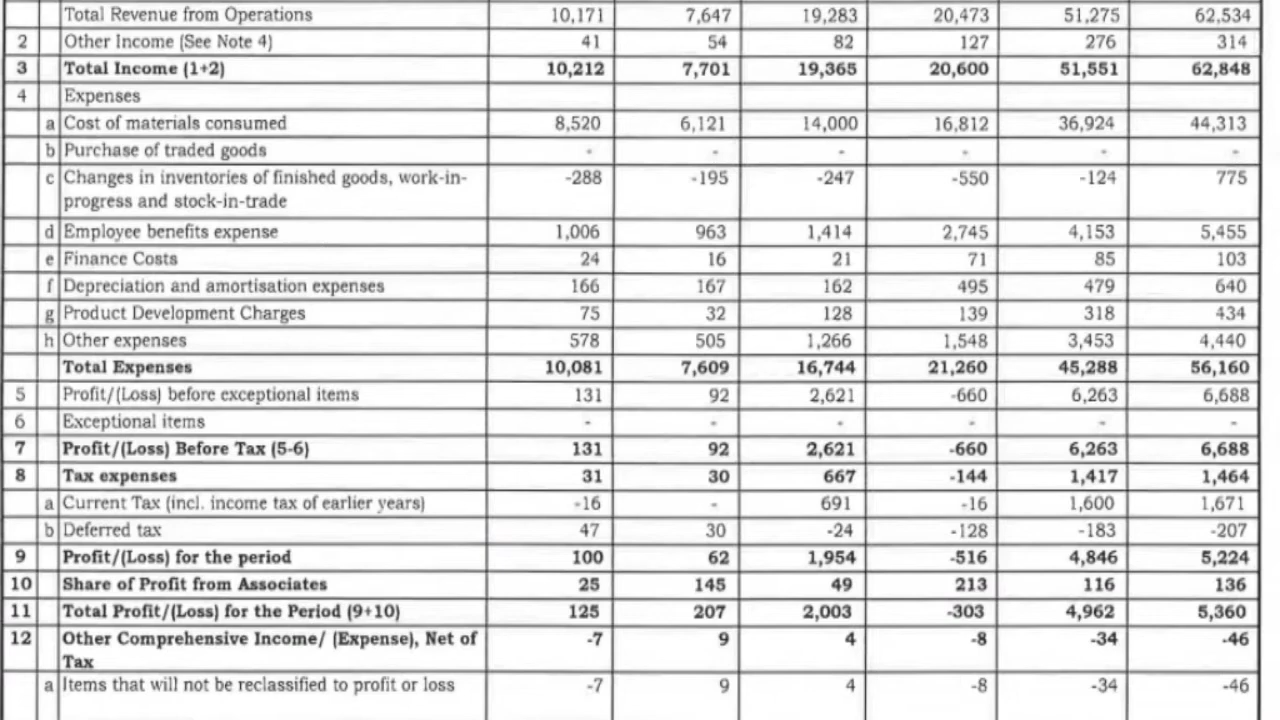 Total Revenue from Operations 10,171 7,647 19,283 20,473 51,275 62,534
2 Other Income (See Note 4) 41 54 82 127 276 314
3 Total Income (1+2) 10,212 7,701 19,365 20,600 51,551 62,848
4 Expenses
a Cost of materials consumed 8,520 6,121 14,000 16,812 36,924 44,313
b Purchase of traded goods - - - - - -
c Changes in inventories of finished goods, work-in- -288 -195 -247 -550 -124 775
progress and stock-in-trade
d Employee benefits expense 1,006 963 1,414 2,745 4,153 5,455
e Finance Costs 24 16 21 71 85 103
f Depreciation and amortisation expenses 166 167 162 495 479 640
g Product Development Charges 75 32 128 139 318 434
h Other expenses 578 505 1,266 1,548 3,453 4,440
Total Expenses 10,081 7,609 16,744 21,260 45,288 56,160
5 Profit/(Loss) before exceptional items 131 92 2,621 -660 6,263 6,688
6 Exceptional items - - - - - -
7 Profit/(Loss) Before Tax (5-6) 131 92 2,621 -660 6,263 6,688
8 Tax expenses 31 30 667 -144 1,417 1,464
a Current Tax (incl. income tax of earlier years) -16 - 691 -16 1,600 1,671
b Deferred tax 47 30 -24 -128 -183 -207
9 Profit/(Loss) for the period 100 62 1,954 -516 4,846 5,224
10 Share of Profit from Associates 25 145 49 213 116 136
11 Total Profit/(Loss) for the Period (9+10) 125 207 2,003 -303 4,962 5,360
12 Other Comprehensive Income/ (Expense), Net of -7 9 4 -8 -34 -46
Tax
a Items that will not be reclassified to profit or loss -7 9 4 -8 -34 -46